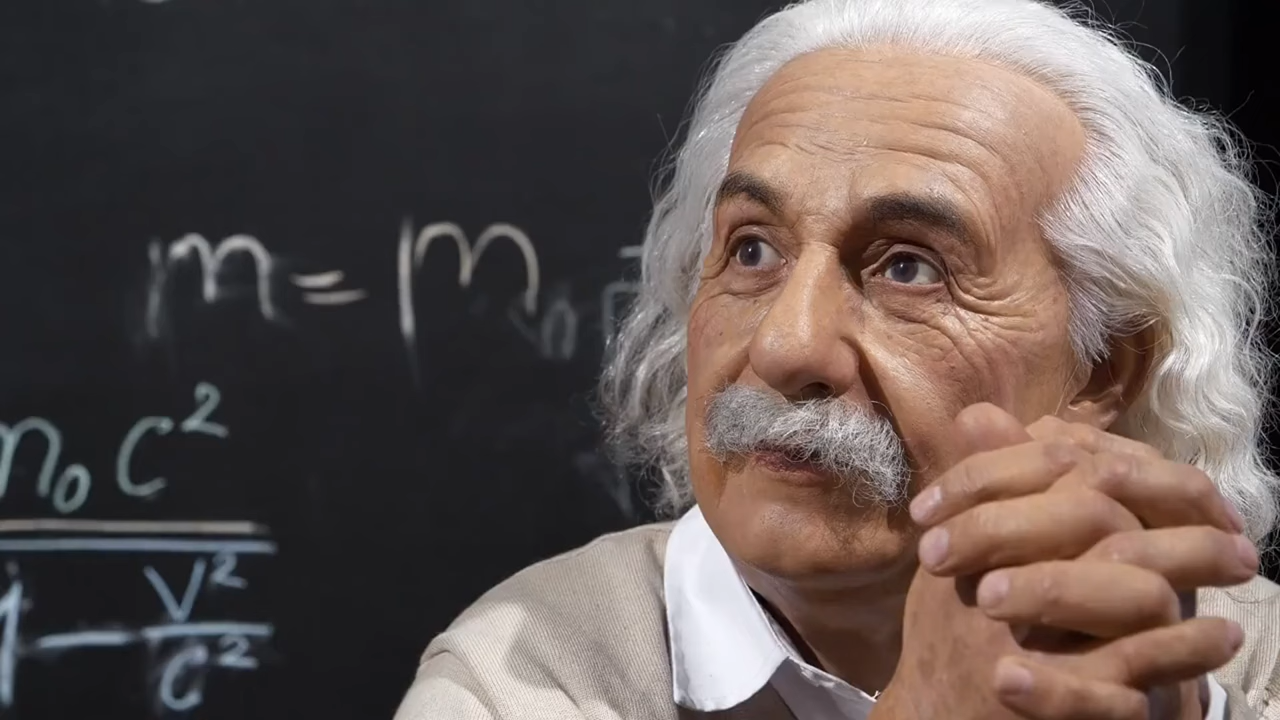 m = m₀
m₀c²
1 - v²
c²